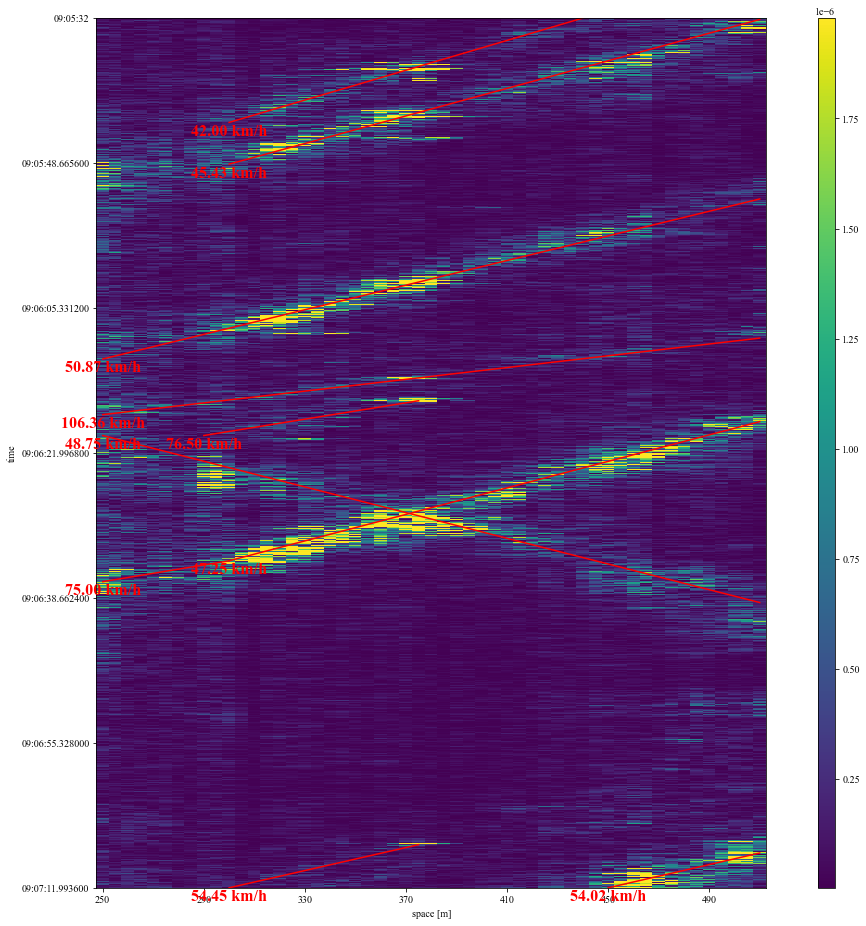 1e−6
09:05:32
42.00 km/h
1.75
09:05:48.665600
45.43 km/h
1.50
09:06:05.331200
1.25
50.87 km/h
106.36 km/h
48.75 km/h
76.50 km/h
1.00
time
09:06:21.996800
47.25 km/h
75.00 km/h
0.75
09:06:38.662400
0.50
09:06:55.328000
0.25
09:07:11.993600
54.45 km/h
54.02 km/h
250 290 330 370 410 450 490
space [m]